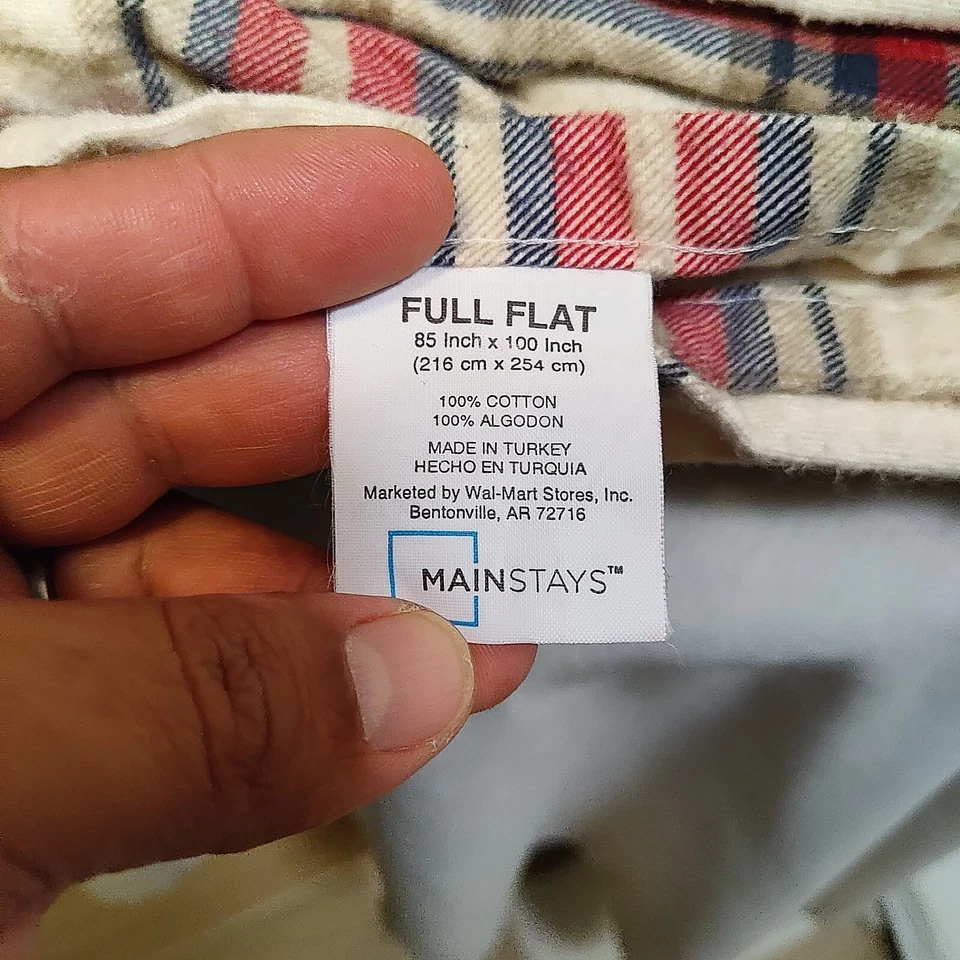 FULL FLAT
85 Inch x 100 Inch
(216 cm x 254 cm)
100% COTTON
100% ALGODON
MADE IN TURKEY
HECHO EN TURQUIA
Marketed by Wal-Mart Stores, Inc.
Bentonville, AR 72716
MAINSTAYS™